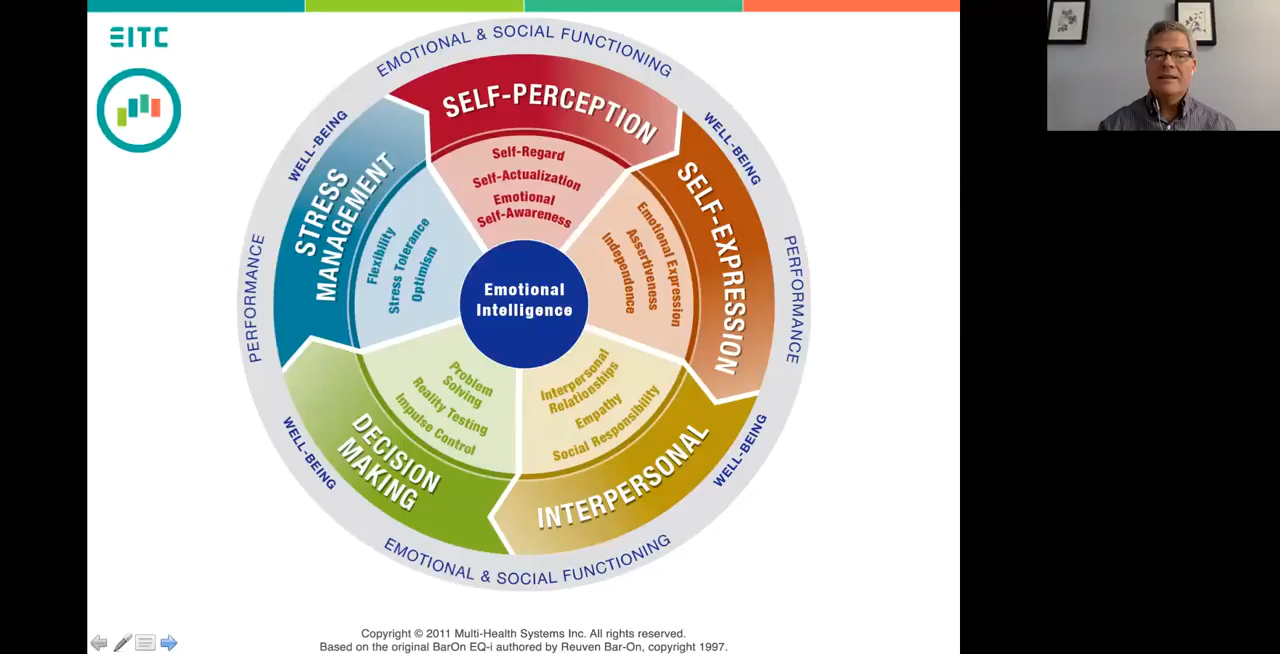 EITC
EMOTIONAL & SOCIAL FUNCTIONING
WELL-BEING
WELL-BEING
PERFORMANCE
PERFORMANCE
WELL-BEING
WELL-BEING
EMOTIONAL & SOCIAL FUNCTIONING
SELF-PERCEPTION
Self-Regard
Self-Actualization
Emotional
Self-Awareness
SELF-EXPRESSION
Emotional Expression
Assertiveness
Independence
INTERPERSONAL
Interpersonal
Relationships
Empathy
Social Responsibility
DECISION
MAKING
Problem
Solving
Reality Testing
Impulse Control
STRESS
MANAGEMENT
Flexibility
Stress Tolerance
Optimism
Emotional
Intelligence
Copyright © 2011 Multi-Health Systems Inc. All rights reserved.
Based on the original BarOn EQ-i authored by Reuven Bar-On, copyright 1997.